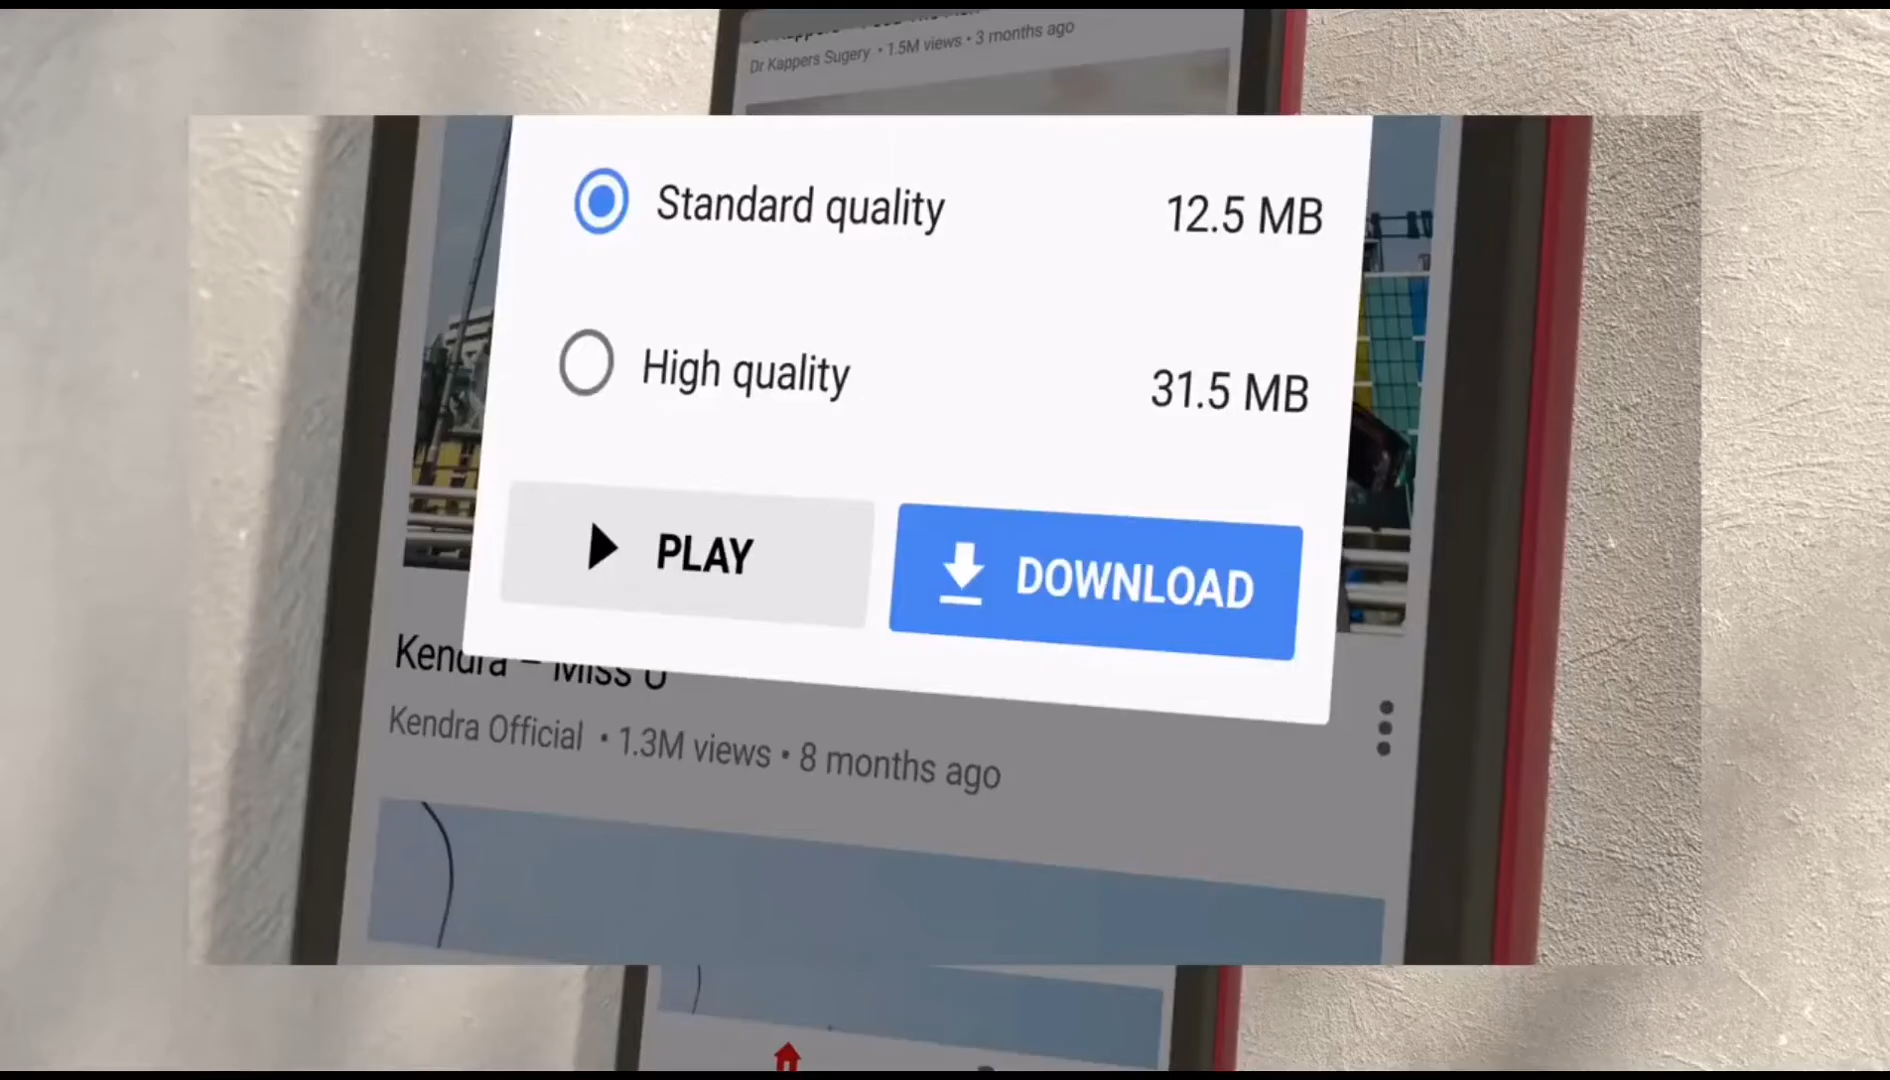 Dr Kappers Sugery • 1.5M views • 3 months ago
Standard quality 12.5 MB
High quality 31.5 MB
PLAY DOWNLOAD
Kendra – Miss U
Kendra Official • 1.3M views • 8 months ago